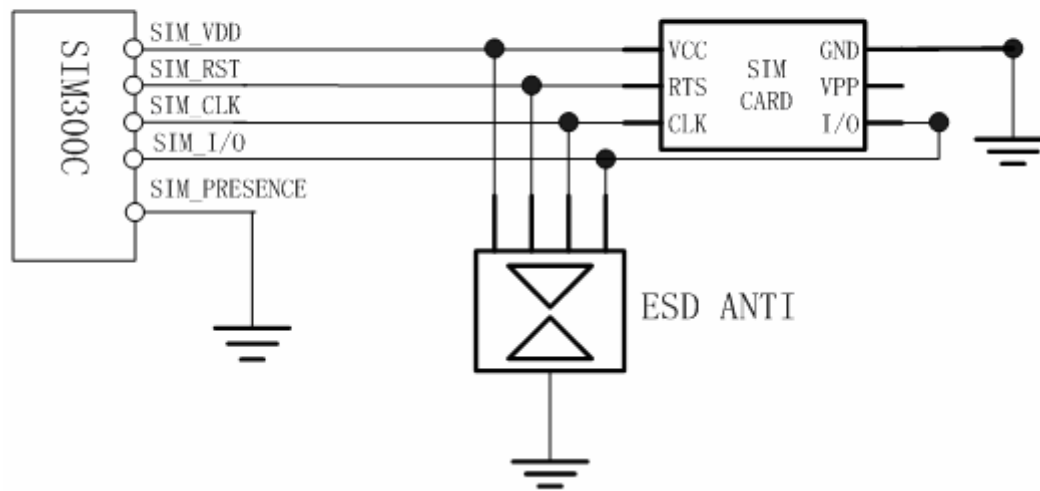 SIM300C
SIM_VDD
SIM_RST
SIM_CLK
SIM_I/O
SIM_PRESENCE
VCC
RTS
CLK
SIM
CARD
GND
VPP
I/O
ESD ANTI